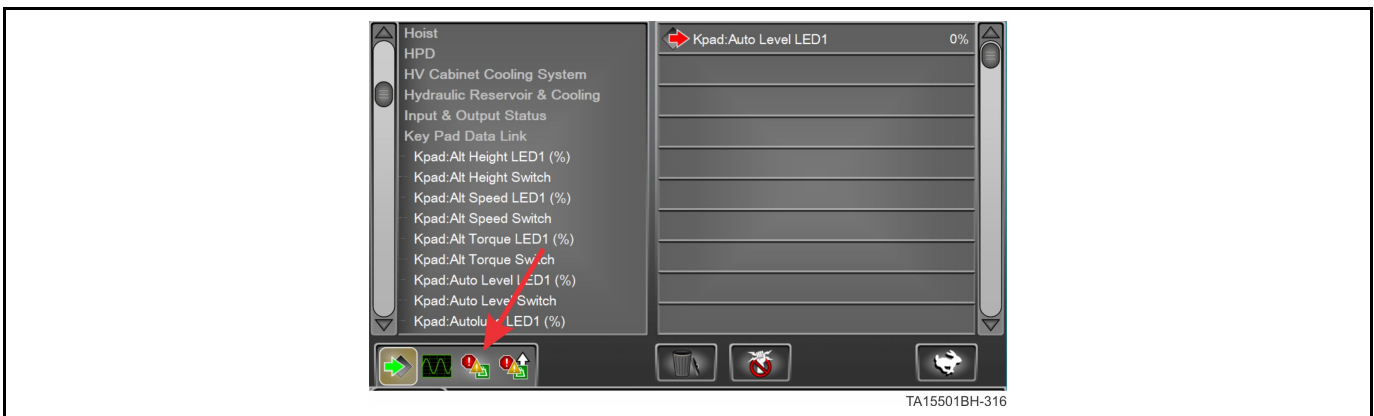 Hoist
HPD
HV Cabinet Cooling System
Hydraulic Reservoir & Cooling
Input & Output Status
Key Pad Data Link
Kpad:Alt Height LED1 (%)
Kpad:Alt Height Switch
Kpad:Alt Speed LED1 (%)
Kpad:Alt Speed Switch
Kpad:Alt Torque LED1 (%)
Kpad:Alt Torque Switch
Kpad:Auto Level LED1 (%)
Kpad:Auto Level Switch
Kpad:Autolube LED1 (%)
Kpad:Auto Level LED1 0%
TA15501BH-316